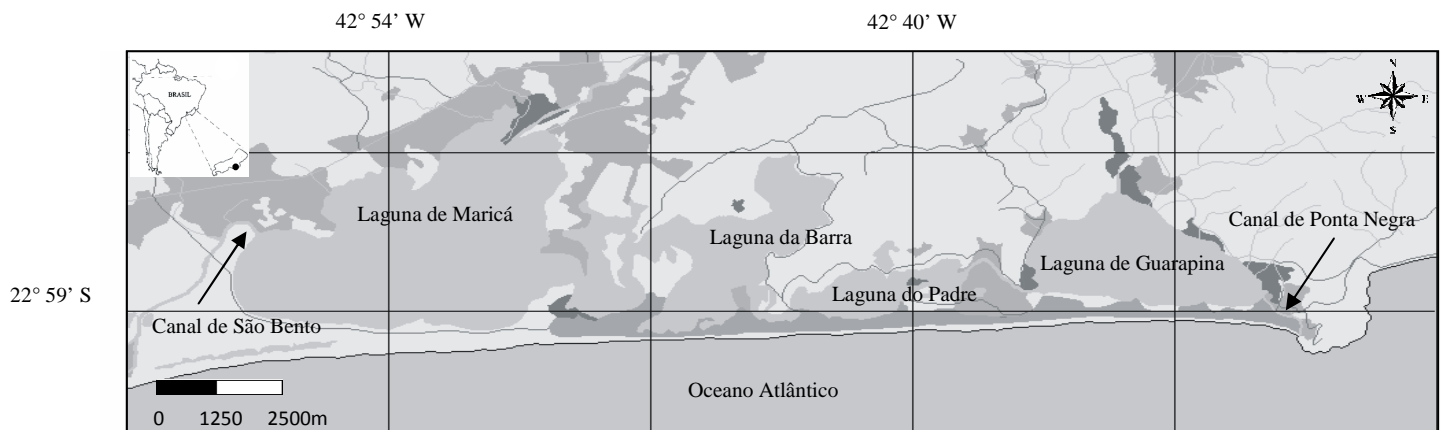 42° 54’ W
42° 40’ W
BRASIL
N
W E
S
Laguna de Maricá
Canal de Ponta Negra
Laguna da Barra
Laguna de Guarapina
22° 59’ S
Laguna do Padre
Canal de São Bento
Oceano Atlântico
0 1250 2500m